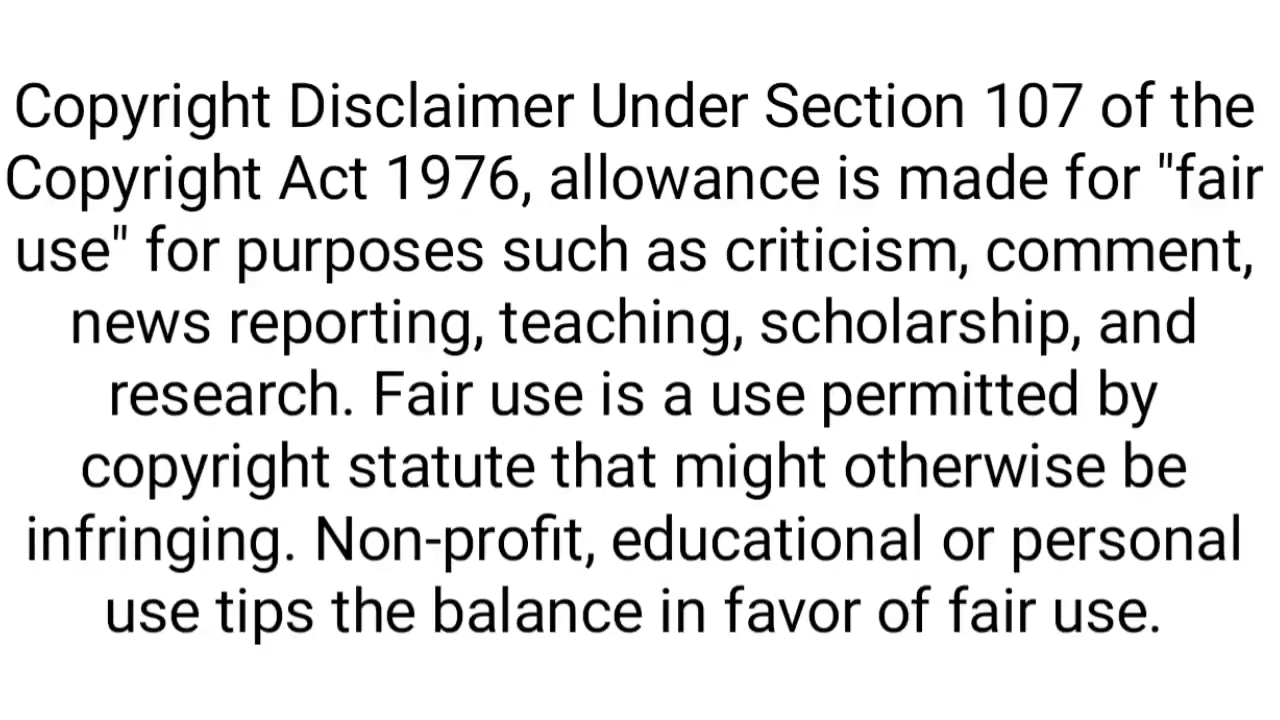 Copyright Disclaimer Under Section 107 of the
Copyright Act 1976, allowance is made for "fair
use" for purposes such as criticism, comment,
news reporting, teaching, scholarship, and
research. Fair use is a use permitted by
copyright statute that might otherwise be
infringing. Non-profit, educational or personal
use tips the balance in favor of fair use.